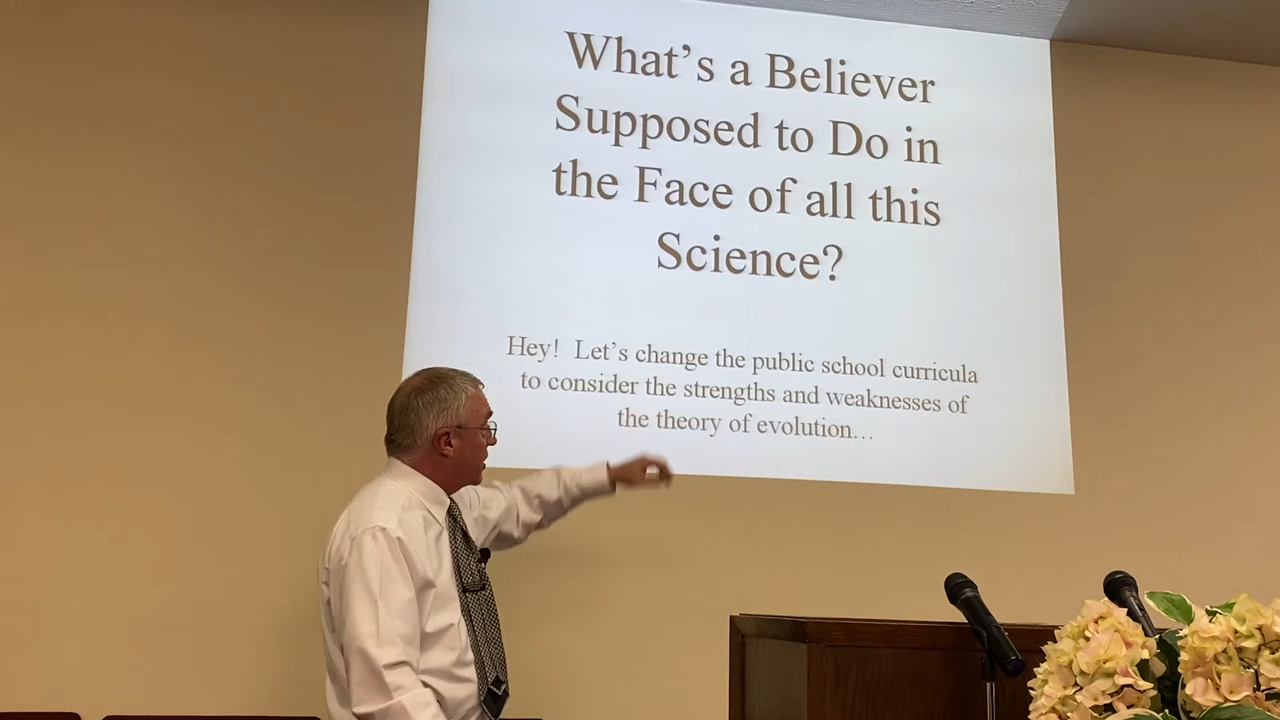 What's a Believer
Supposed to Do in
the Face of all this
Science?
Hey!  Let's change the public school curricula
to consider the strengths and weaknesses of
the theory of evolution...